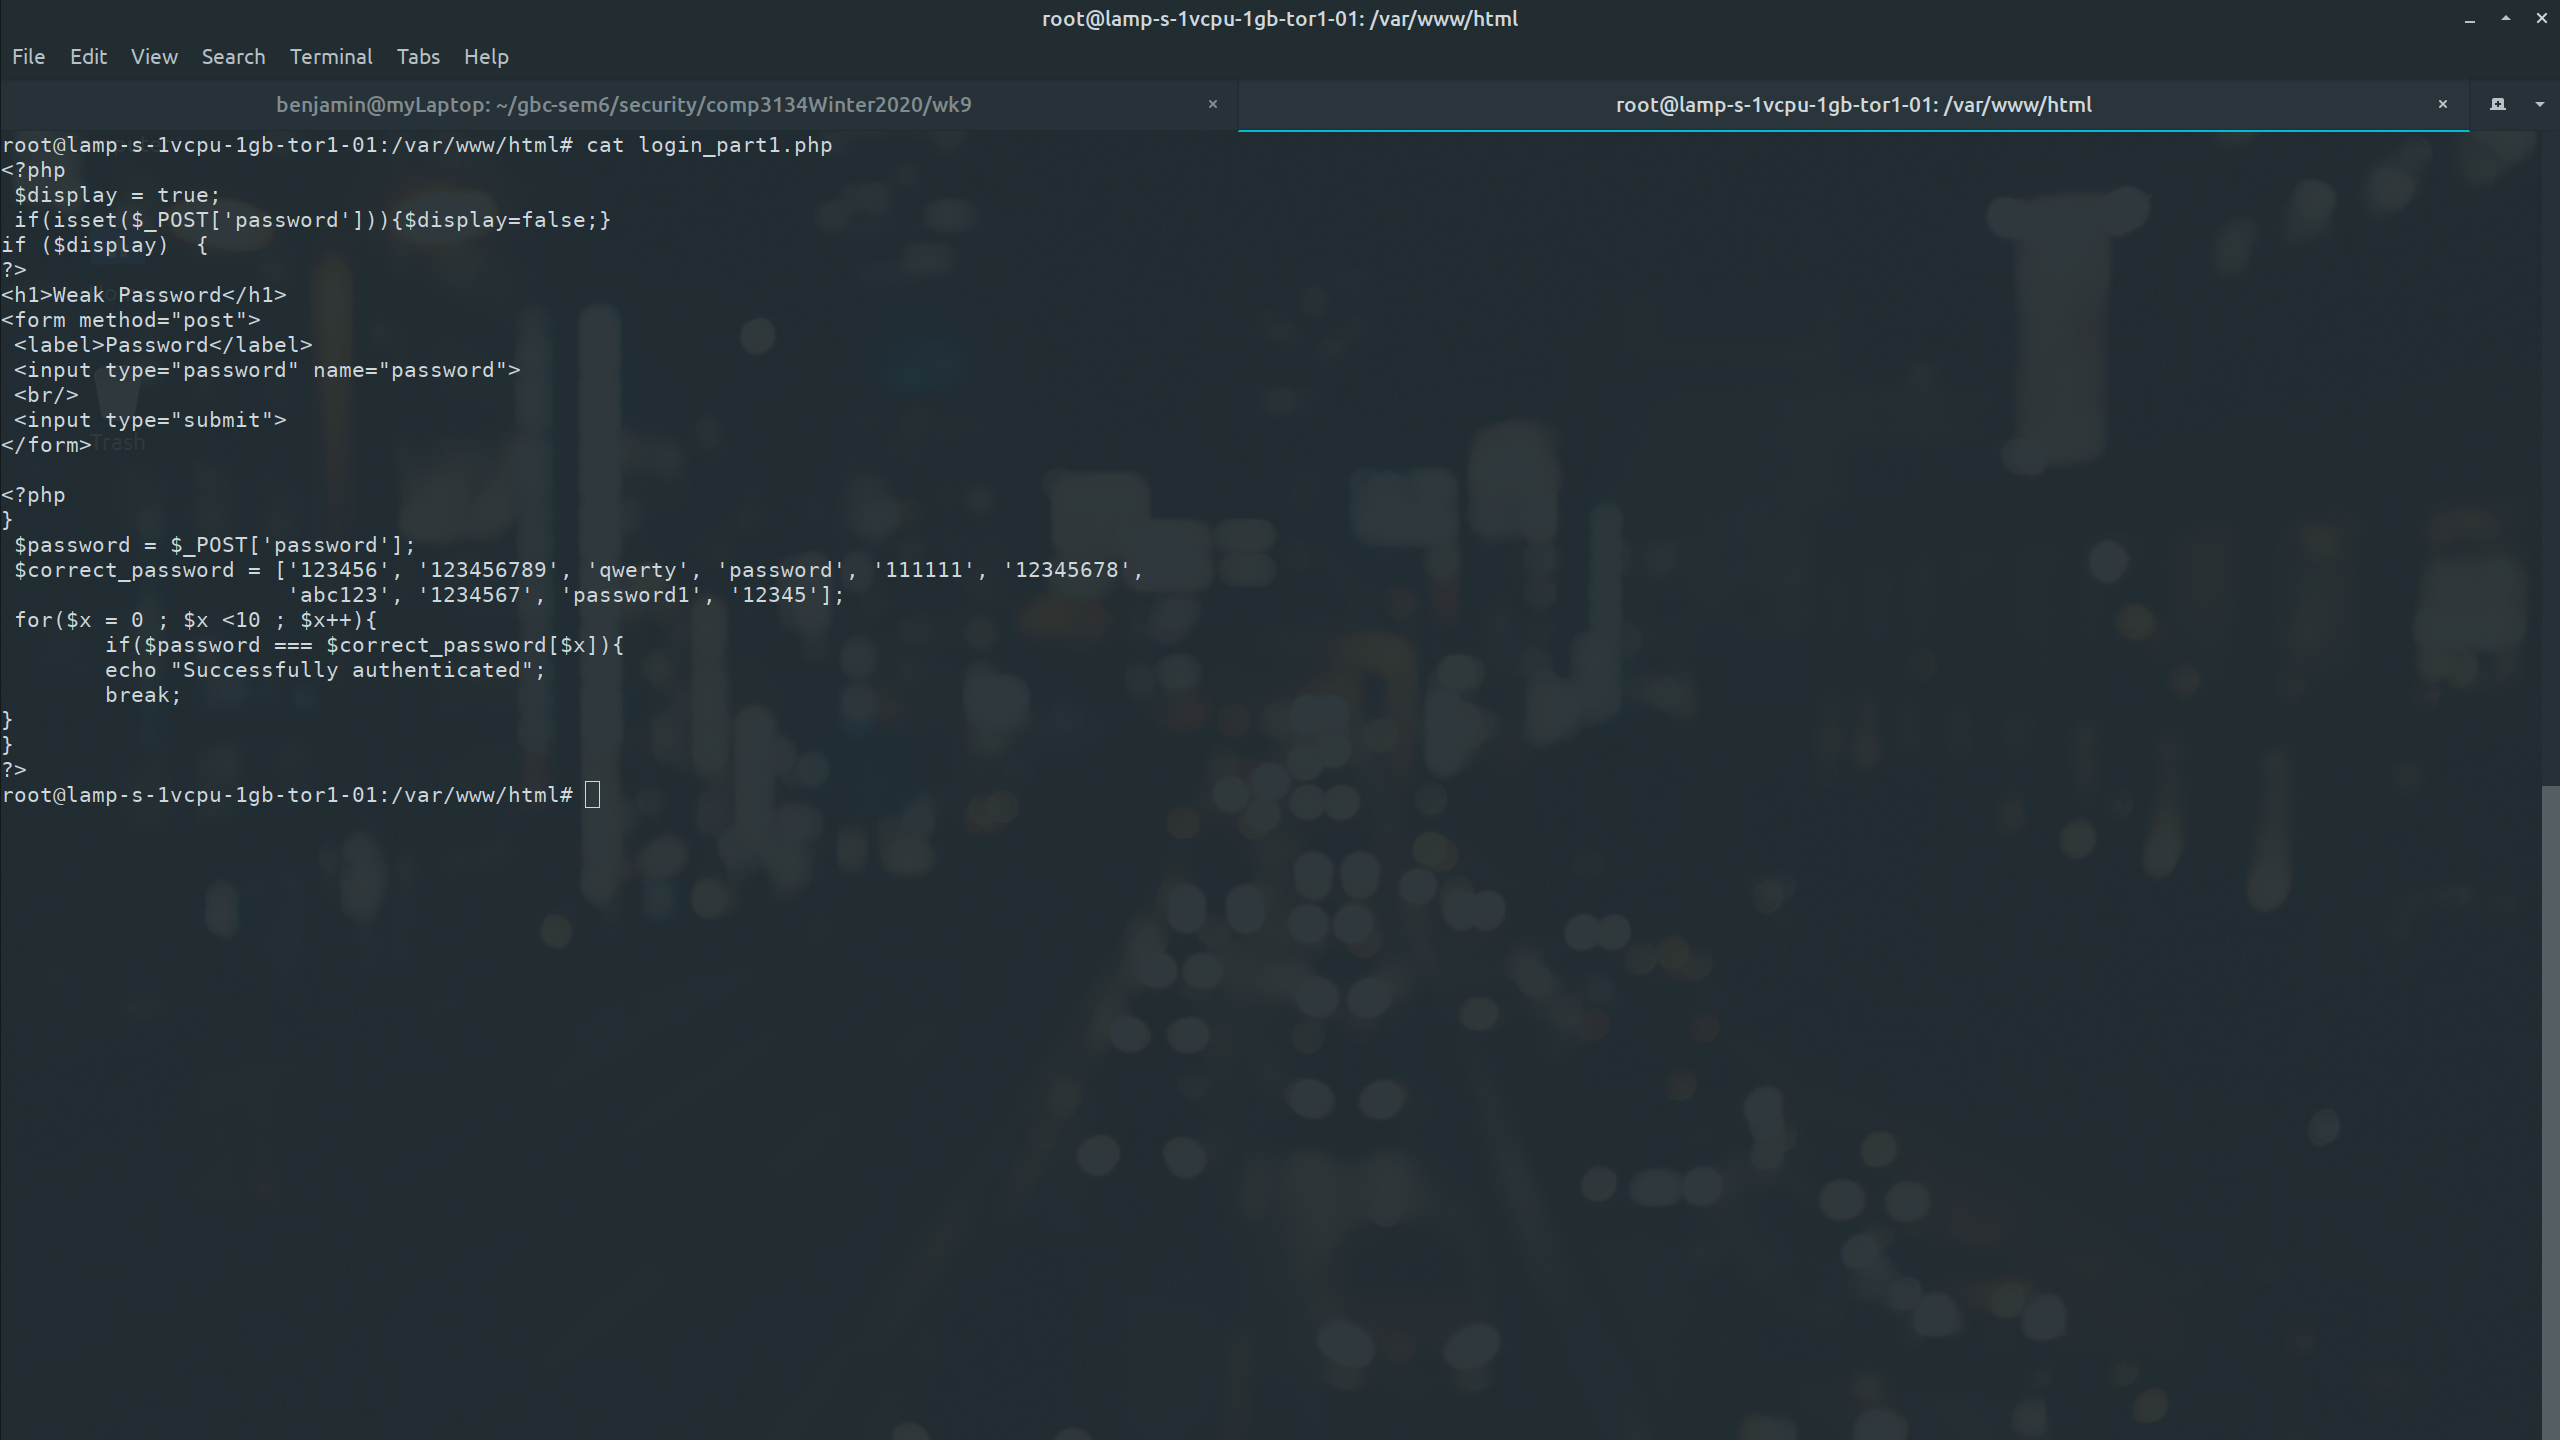 root@lamp-s-1vcpu-1gb-tor1-01: /var/www/html
File Edit View Search Terminal Tabs Help
benjamin@myLaptop: ~/gbc-sem6/security/comp3134Winter2020/wk9 × root@lamp-s-1vcpu-1gb-tor1-01: /var/www/html ×
root@lamp-s-1vcpu-1gb-tor1-01:/var/www/html# cat login_part1.php
<?php
 $display = true;
 if(isset($_POST['password'])){$display=false;}
if ($display)  {
?>
<h1>Weak Password</h1>
<form method="post">
 <label>Password</label>
 <input type="password" name="password">
 <br/>
 <input type="submit">
</form>
Trash
<?php
}
 $password = $_POST['password'];
 $correct_password = ['123456', '123456789', 'qwerty', 'password', '111111', '12345678',
                      'abc123', '1234567', 'password1', '12345'];
 for($x = 0 ; $x <10 ; $x++){
        if($password === $correct_password[$x]){
        echo "Successfully authenticated";
        break;
}
}
?>
root@lamp-s-1vcpu-1gb-tor1-01:/var/www/html#